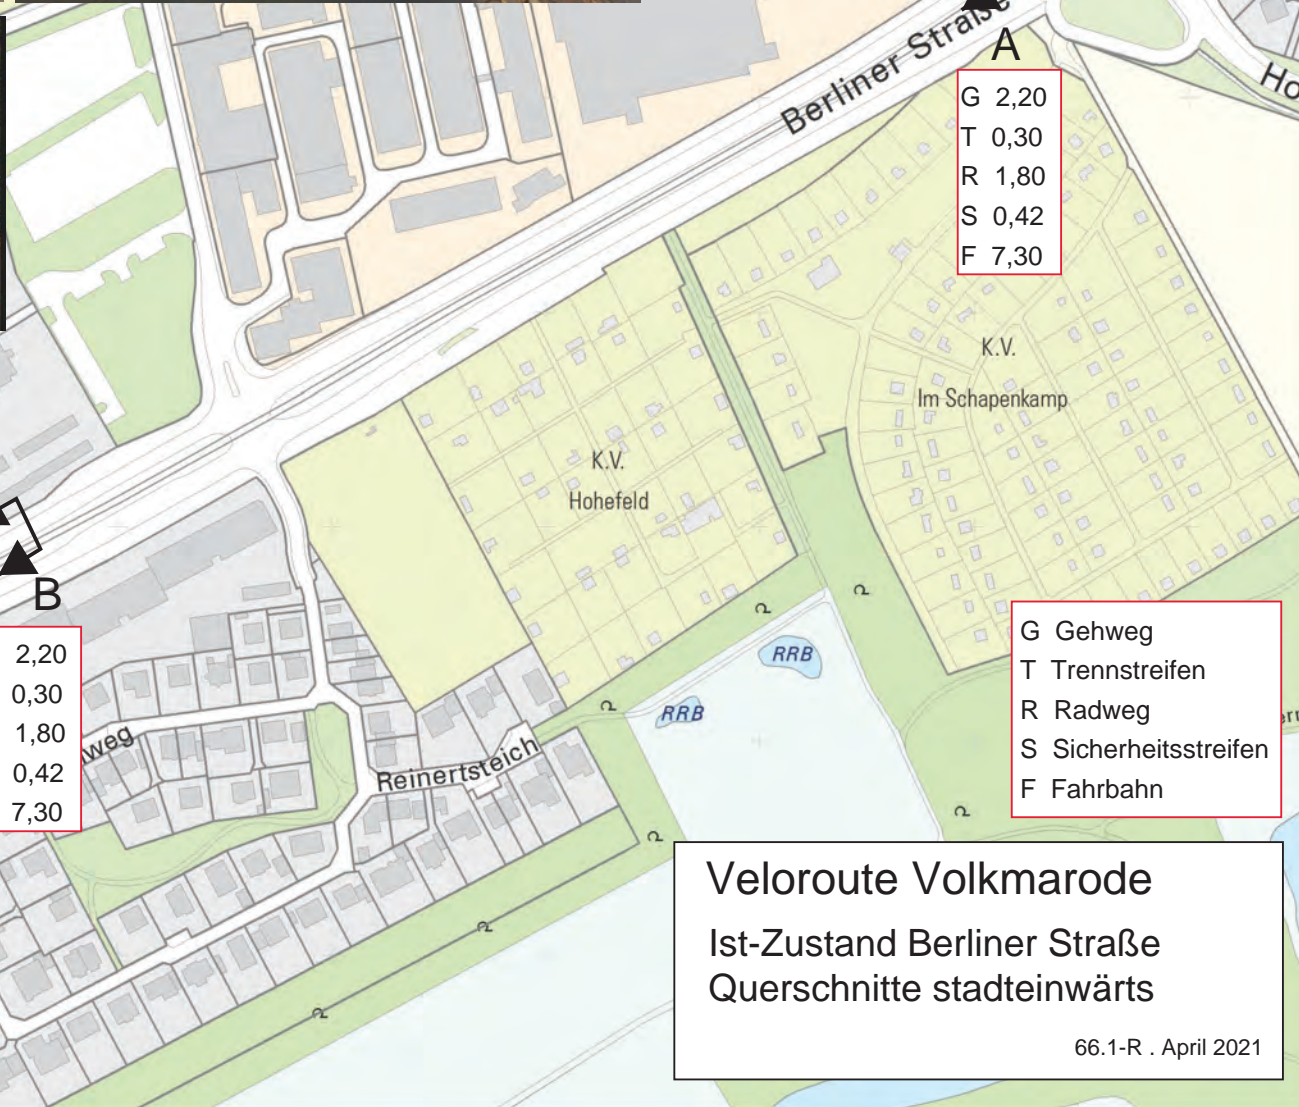 Berliner Straße
A
G 2,20
T 0,30
R 1,80
S 0,42
F 7,30
K.V.
Im Schapenkamp
K.V.
Hohefeld
B
2,20
0,30
1,80
0,42
7,30
RRB
RRB
Reinertsteich
G Gehweg
T Trennstreifen
R Radweg
S Sicherheitsstreifen
F Fahrbahn
Veloroute Volkmarode
Ist-Zustand Berliner Straße
Querschnitte stadteinwärts
66.1-R . April 2021